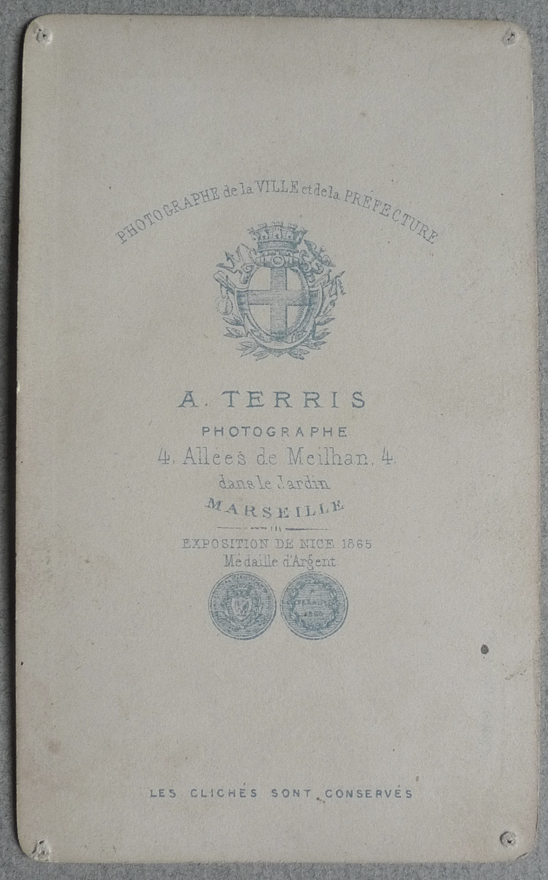 PHOTOGRAPHE de la VILLE et de la PRÉFECTURE
A. TERRIS
PHOTOGRAPHE
4, Allées de Meilhan, 4
dans le Jardin
MARSEILLE
EXPOSITION DE NICE 1865
Médaille d'Argent
LES CLICHÉS SONT CONSERVÉS